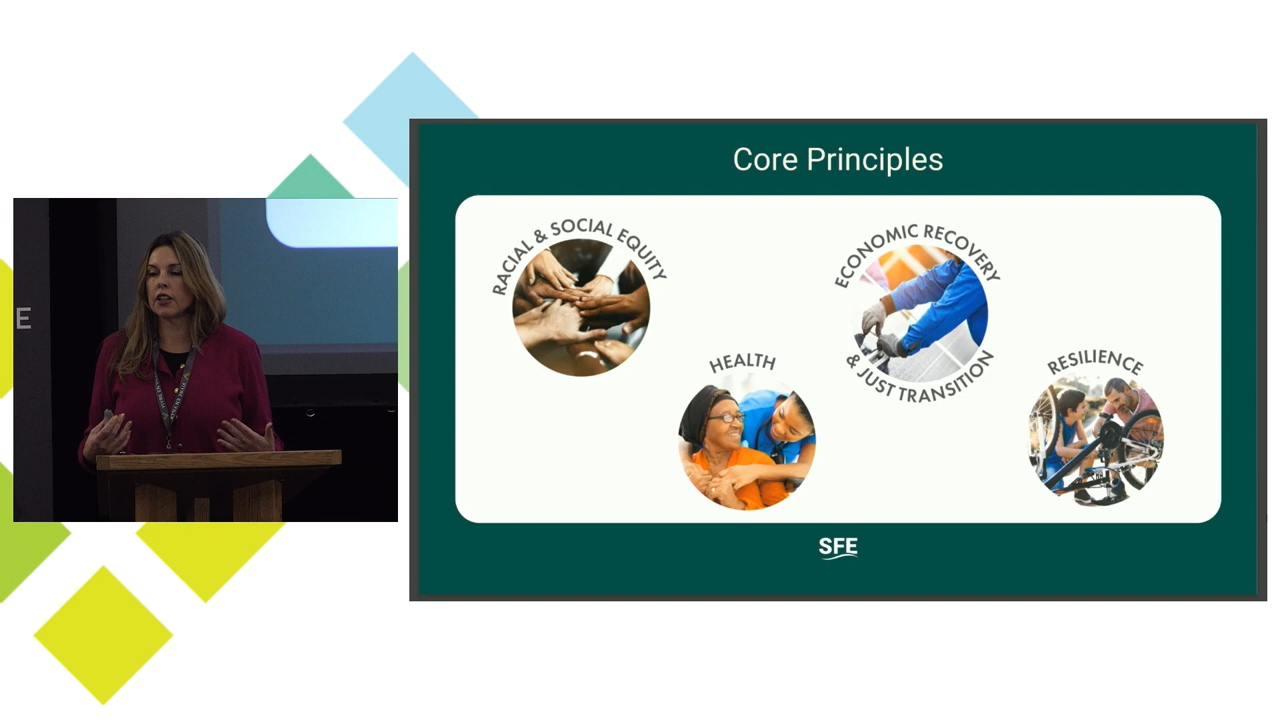 Core Principles
RACIAL & SOCIAL EQUITY
ECONOMIC RECOVERY
& JUST TRANSITION
HEALTH
RESILIENCE
SFE
E